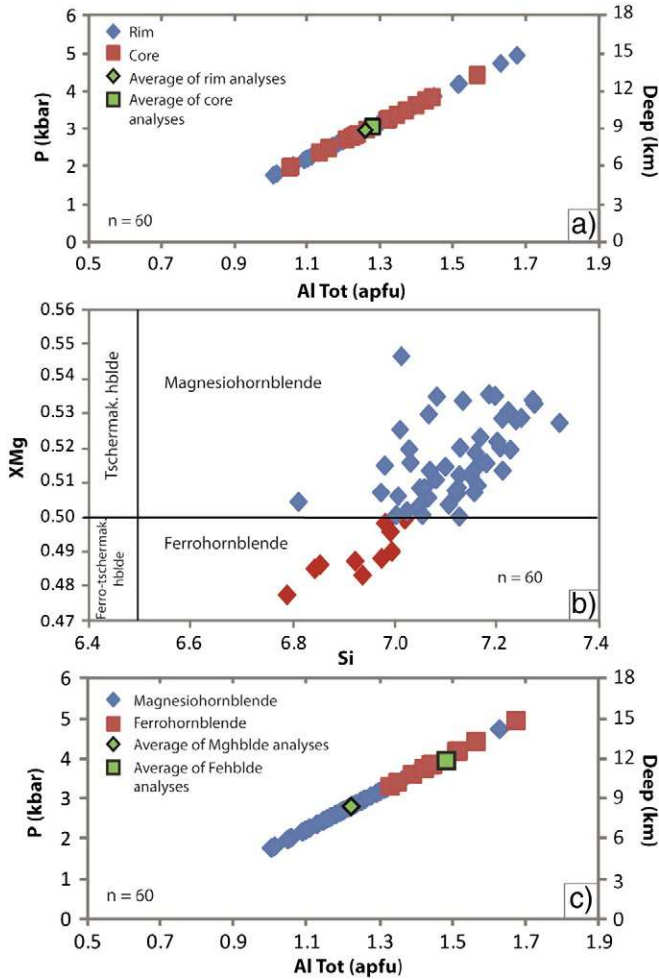 6
5
4
3
2
1
0
P (kbar)
Rim
Core
Average of rim analyses
Average of core
analyses
n = 60
a)
18
15
12
9
6
3
0
Deep (km)
0.5 0.7 0.9 1.1 1.3 1.5 1.7 1.9
Al Tot (apfu)
0.56
0.54
0.53
0.52
0.51
0.50
0.49
0.48
0.47
XMg
Tschermak. hblde
Magnesiohornblende
Ferro-tschermak.
hblde
Ferrohornblende
n = 60
b)
6.4 6.6 6.8 7.0 7.2 7.4
Si
6
5
4
3
2
1
0
P (kbar)
Magnesiohornblende
Ferrohornblende
Average of Mghblde analyses
Average of Fehblde
analyses
n = 60
c)
18
15
12
9
6
3
0
Deep (km)
0.5 0.7 0.9 1.1 1.3 1.5 1.7 1.9
Al Tot (apfu)